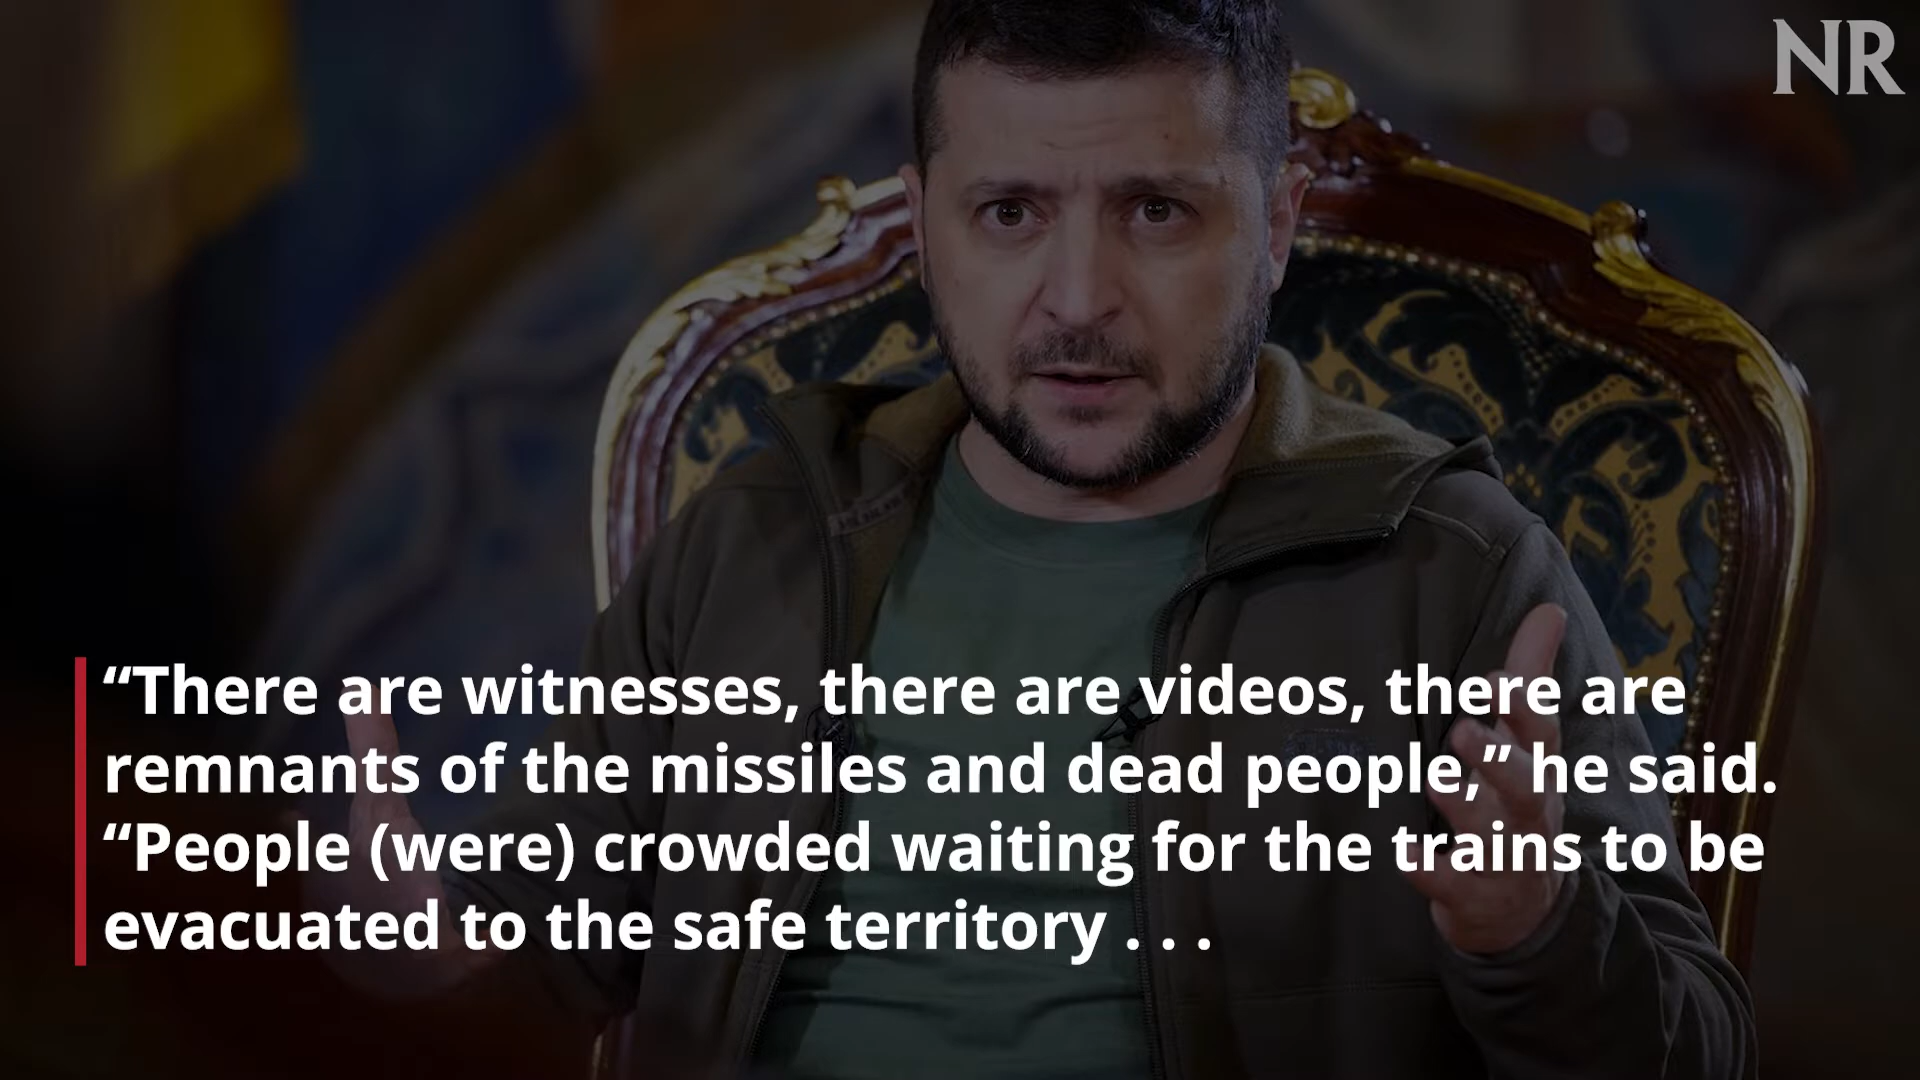 NR
“There are witnesses, there are videos, there are
remnants of the missiles and dead people,” he said.
“People (were) crowded waiting for the trains to be
evacuated to the safe territory . . .